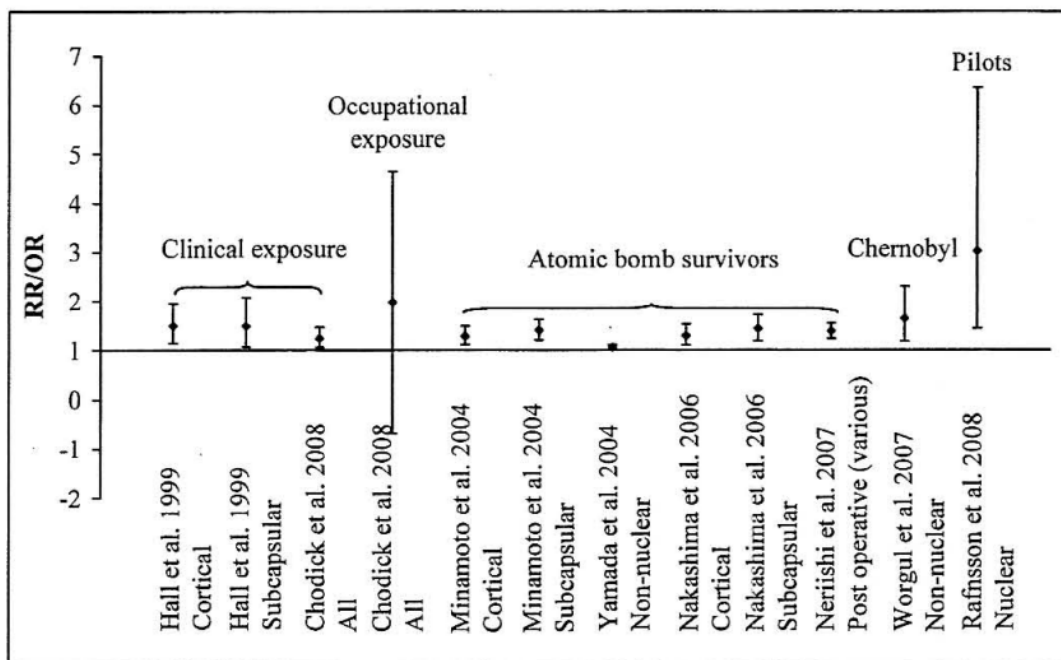 7
6
5
4
3
2
1
0
-1
-2
RR/OR
Clinical exposure
Occupational
exposure
Atomic bomb survivors
Chernobyl
Pilots
Hall et al. 1999
Cortical
Hall et al. 1999
Subcapsular
Chodick et al. 2008
All
Chodick et al. 2008
All
Minamoto et al. 2004
Cortical
Minamoto et al. 2004
Subcapsular
Yamada et al. 2004
Non-nuclear
Nakashima et al. 2006
Cortical
Nakashima et al. 2006
Subcapsular
Neriishi et al. 2007
Post operative (various)
Worgul et al. 2007
Non-nuclear
Rafnsson et al. 2008
Nuclear